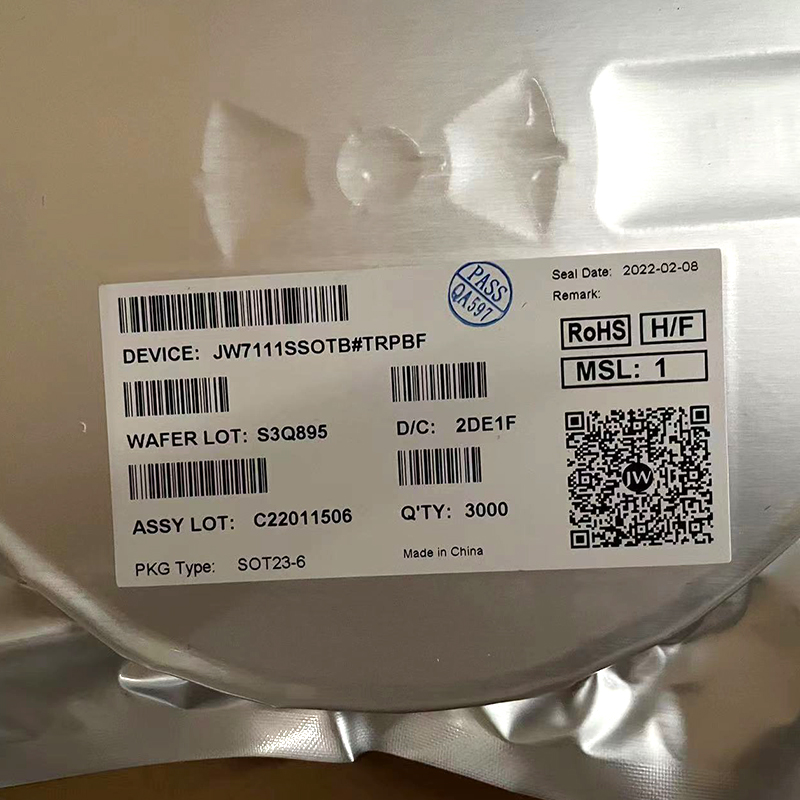 PASS
QA597
Seal Date: 2022-02-08
Remark:
DEVICE: JW7111SSOTB#TRPBF
RoHS H/F
MSL: 1
WAFER LOT: S3Q895
D/C: 2DE1F
JW
ASSY LOT: C22011506
Q'TY: 3000
PKG Type: SOT23-6
Made in China